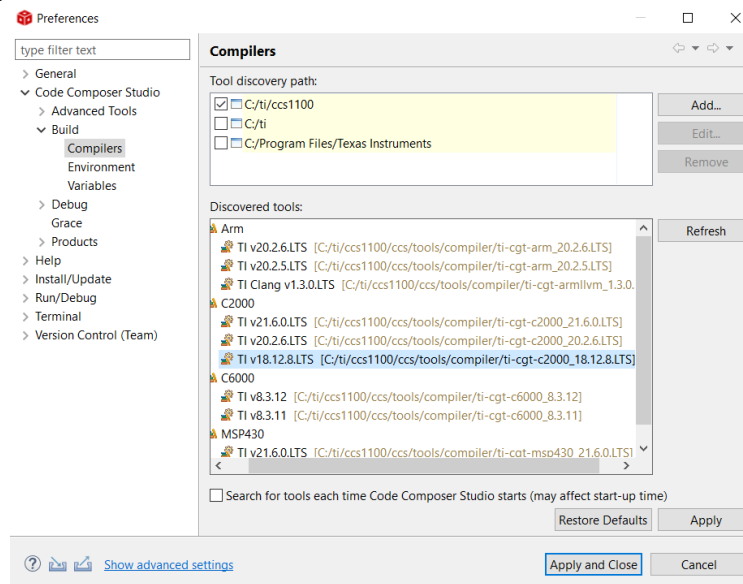 Preferences
type filter text
General
Code Composer Studio
Advanced Tools
Build
Compilers
Environment
Variables
Debug
Grace
Products
Help
Install/Update
Run/Debug
Terminal
Version Control (Team)
Compilers
Tool discovery path:
C:/ti/ccs1100
C:/ti
C:/Program Files/Texas Instruments
Add...
Edit...
Remove
Discovered tools:
Arm
TI v20.2.6.LTS [C:/ti/ccs1100/ccs/tools/compiler/ti-cgt-arm_20.2.6.LTS]
TI v20.2.5.LTS [C:/ti/ccs1100/ccs/tools/compiler/ti-cgt-arm_20.2.5.LTS]
TI Clang v1.3.0.LTS [C:/ti/ccs1100/ccs/tools/compiler/ti-cgt-armllvm_1.3.0.
C2000
TI v21.6.0.LTS [C:/ti/ccs1100/ccs/tools/compiler/ti-cgt-c2000_21.6.0.LTS]
TI v20.2.6.LTS [C:/ti/ccs1100/ccs/tools/compiler/ti-cgt-c2000_20.2.6.LTS]
TI v18.12.8.LTS [C:/ti/ccs1100/ccs/tools/compiler/ti-cgt-c2000_18.12.8.LTS]
C6000
TI v8.3.12 [C:/ti/ccs1100/ccs/tools/compiler/ti-cgt-c6000_8.3.12]
TI v8.3.11 [C:/ti/ccs1100/ccs/tools/compiler/ti-cgt-c6000_8.3.11]
MSP430
TI v21.6.0.LTS [C:/ti/ccs1100/ccs/tools/compiler/ti-cgt-msp430_21.6.0.LTS]
Refresh
Search for tools each time Code Composer Studio starts (may affect start-up time)
Restore Defaults
Apply
Show advanced settings
Apply and Close
Cancel